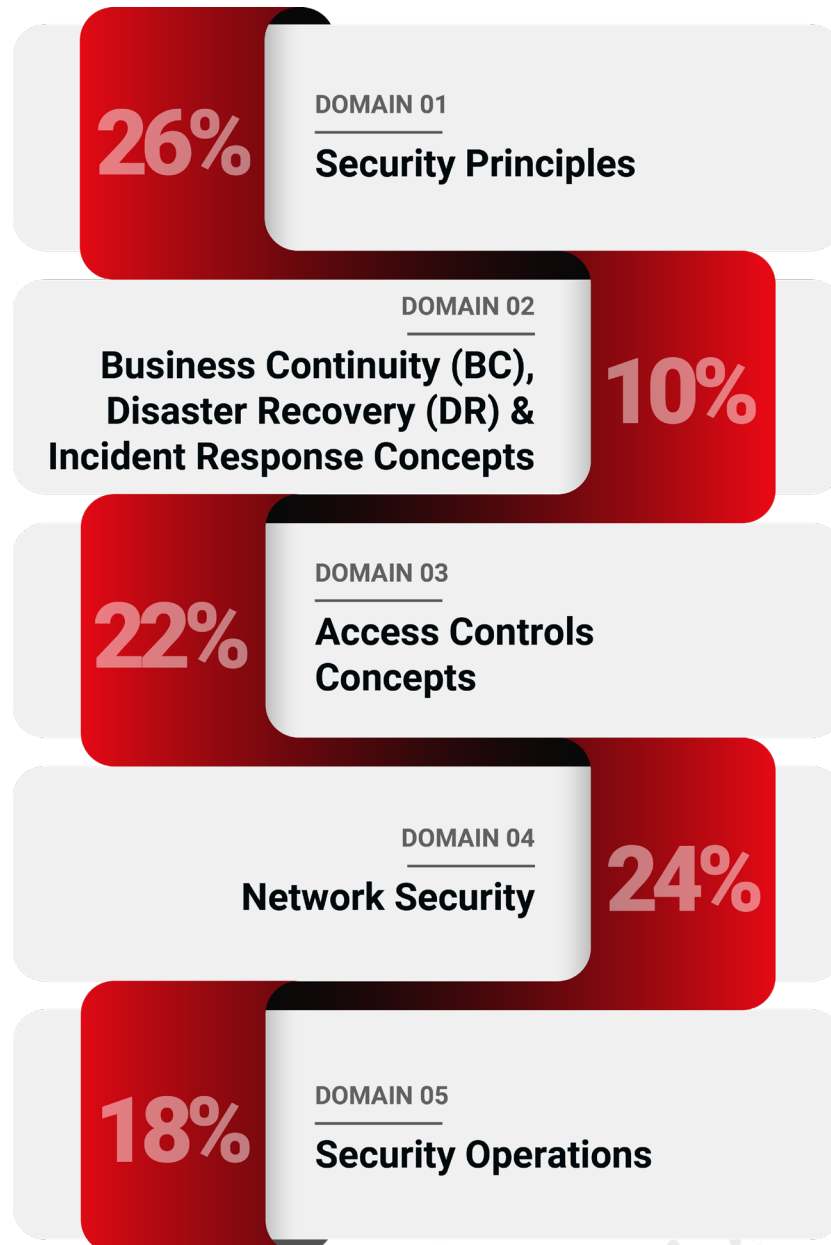 26%
DOMAIN 01
Security Principles
DOMAIN 02
Business Continuity (BC),
Disaster Recovery (DR) &
Incident Response Concepts
10%
22%
DOMAIN 03
Access Controls
Concepts
DOMAIN 04
Network Security
24%
18%
DOMAIN 05
Security Operations